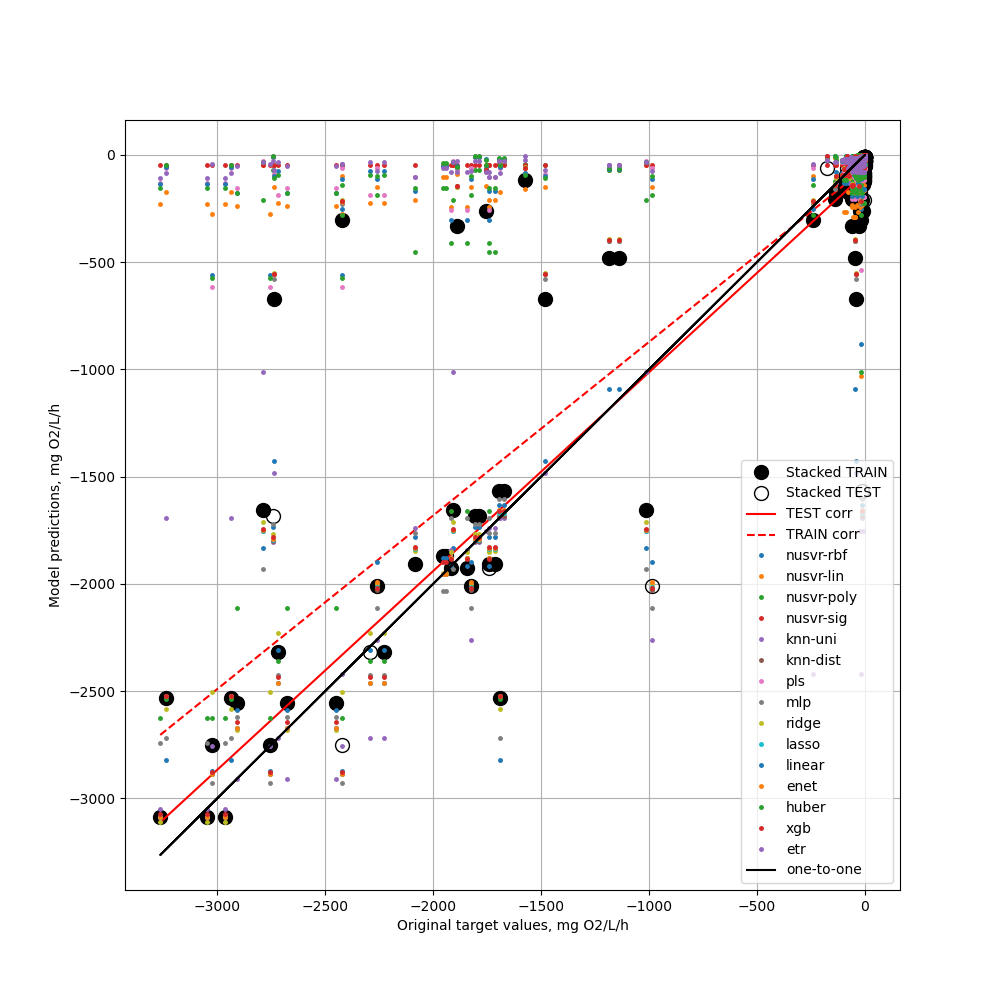 0
−500
−1000
−1500
−2000
−2500
−3000
Model predictions, mg O2/L/h
Stacked TRAIN
Stacked TEST
TEST corr
TRAIN corr
nusvr-rbf
nusvr-lin
nusvr-poly
nusvr-sig
knn-uni
knn-dist
pls
mlp
ridge
lasso
linear
enet
huber
xgb
etr
one-to-one
−3000 −2500 −2000 −1500 −1000 −500 0
Original target values, mg O2/L/h